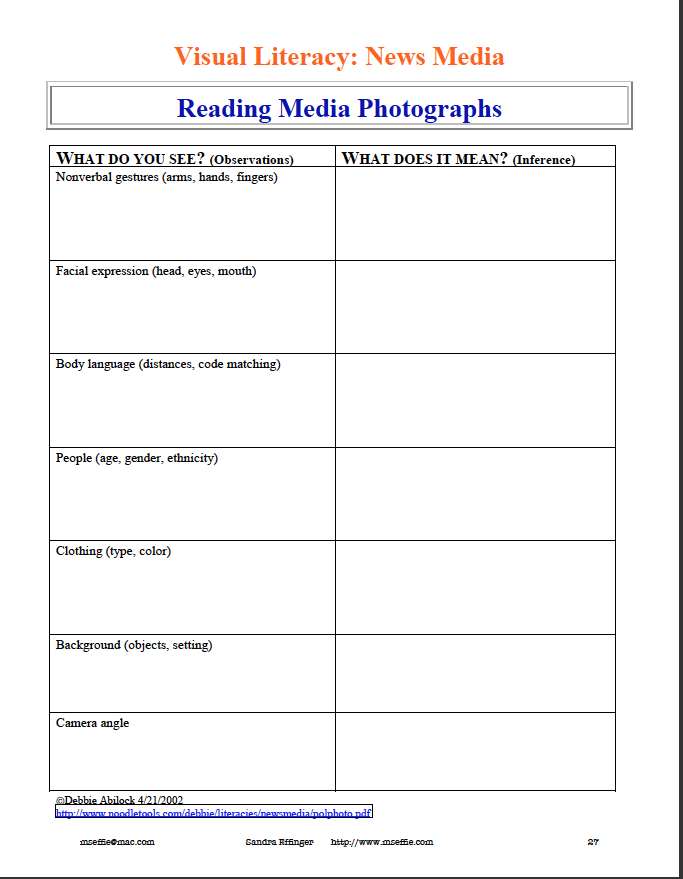 Visual Literacy: News Media
Reading Media Photographs
WHAT DO YOU SEE? (Observations) WHAT DOES IT MEAN? (Inference)
Nonverbal gestures (arms, hands, fingers)
Facial expression (head, eyes, mouth)
Body language (distances, code matching)
People (age, gender, ethnicity)
Clothing (type, color)
Background (objects, setting)
Camera angle
©Debbie Abilock 4/21/2002
http://www.noodletools.com/debbie/literacies/newsmedia/polphoto.pdf
mseffie@mac.com Sandra Effinger http://www.mseffie.com 27